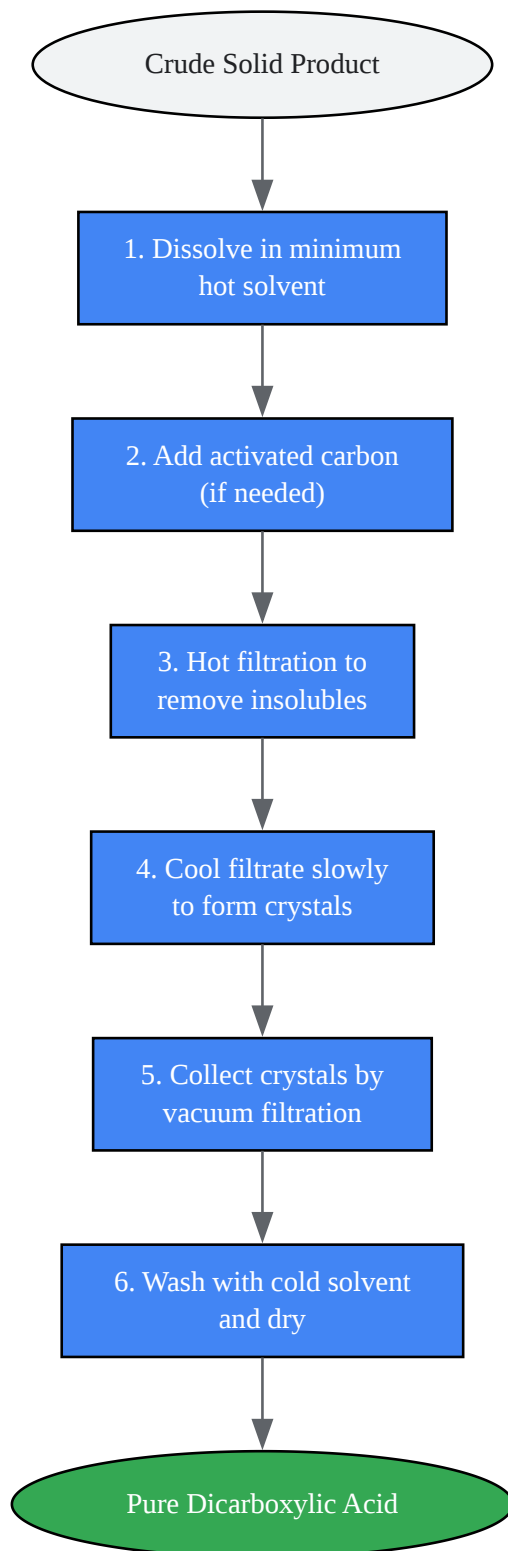 Crude Solid Product
1. Dissolve in minimum
hot solvent
2. Add activated carbon
(if needed)
3. Hot filtration to
remove insolubles
4. Cool filtrate slowly
to form crystals
5. Collect crystals by
vacuum filtration
6. Wash with cold solvent
and dry
Pure Dicarboxylic Acid